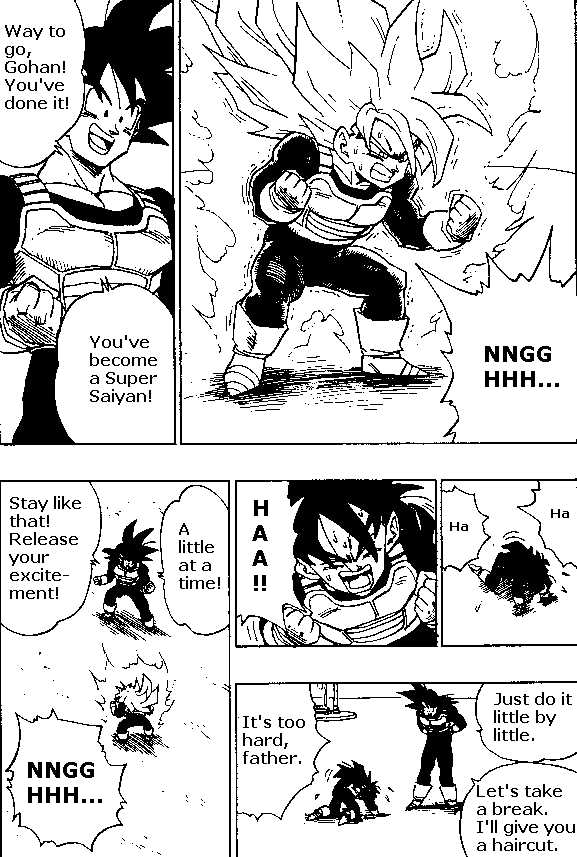 Way to
go,
Gohan!
You've
done it!
You've
become
a Super
Saiyan!
NNGG
HHH...
Stay like
that!
Release
your
excite-
ment!
A
little
at a
time!
NNGG
HHH...
H
A
A
!!
Ha
Ha
It's too
hard,
father.
Just do it
little by
little.
Let's take
a break.
I'll give you
a haircut.